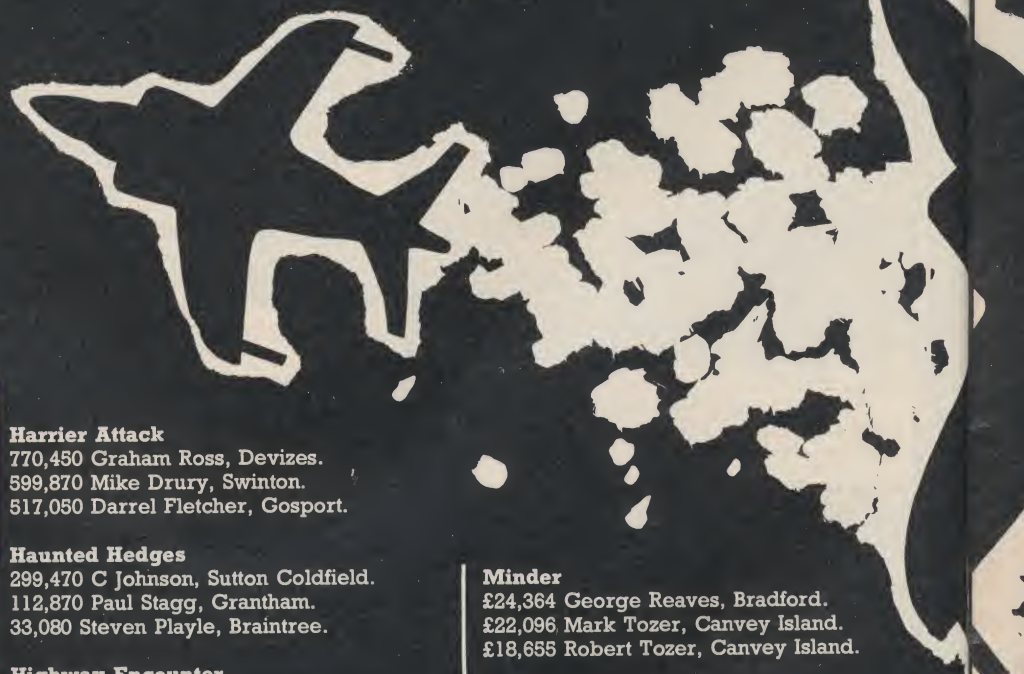 Harrier Attack
770,450 Graham Ross, Devizes.
599,870 Mike Drury, Swinton.
517,050 Darrel Fletcher, Gosport.
Haunted Hedges
299,470 C Johnson, Sutton Coldfield.
112,870 Paul Stagg, Grantham.
33,080 Steven Playle, Braintree.
Highway Encounter
Minder
£24,364 George Reaves, Bradford.
£22,096 Mark Tozer, Canvey Island.
£18,655 Robert Tozer, Canvey Island.